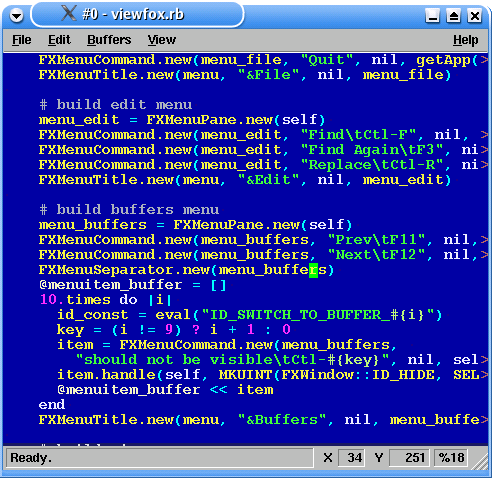 #0 - viewfox.rb
File Edit Buffers View Help
FXMenuCommand.new(menu_file, "Quit", nil, getApp(>
FXMenuTitle.new(menu, "&File", nil, menu_file)
# build edit menu
menu_edit = FXMenuPane.new(self)
FXMenuCommand.new(menu_edit, "Find\tCtl-F", nil, >
FXMenuCommand.new(menu_edit, "Find Again\tF3", ni>
FXMenuCommand.new(menu_edit, "Replace\tCtl-R", ni>
FXMenuTitle.new(menu, "&Edit", nil, menu_edit)
# build buffers menu
menu_buffers = FXMenuPane.new(self)
FXMenuCommand.new(menu_buffers, "Prev\tF11", nil,>
FXMenuCommand.new(menu_buffers, "Next\tF12", nil,>
FXMenuSeparator.new(menu_buffers)
@menuitem_buffer = []
10.times do |i|
id_const = eval("ID_SWITCH_TO_BUFFER_#{i}")
key = (i != 9) ? i + 1 : 0
item = FXMenuCommand.new(menu_buffers,
"should not be visible\tCtl-#{key}", nil, sel>
item.handle(self, MKUINT(FXWindow::ID_HIDE, SEL>
@menuitem_buffer << item
end
FXMenuTitle.new(menu, "&Buffers", nil, menu_buffe>
Ready. X 34 Y 251 %18